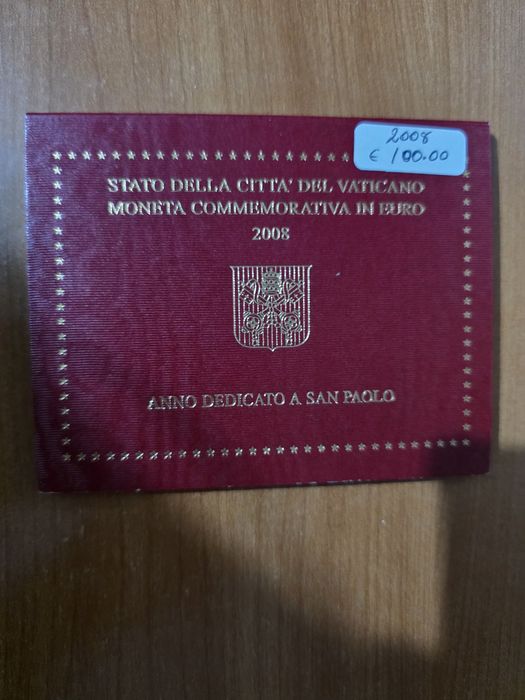 2008
€ 100.00
STATO DELLA CITTA' DEL VATICANO
MONETA COMMEMORATIVA IN EURO
2008
ANNO DEDICATO A SAN PAOLO